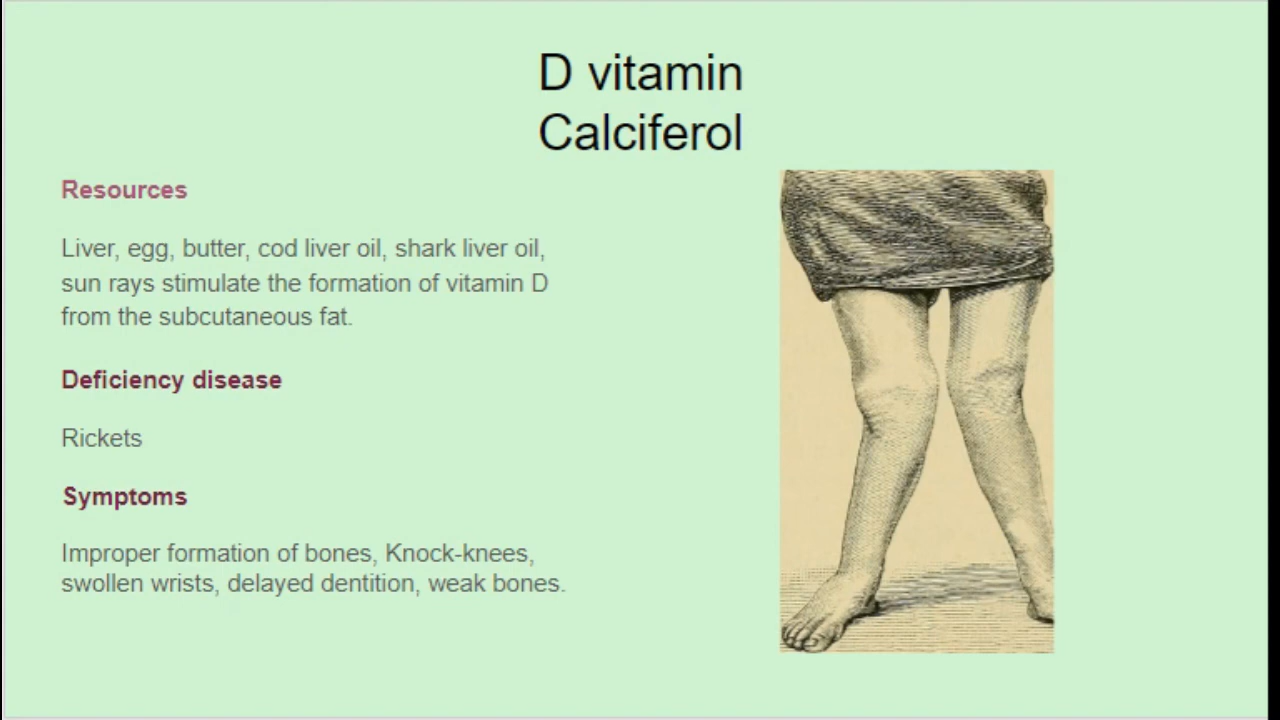 D vitamin
Calciferol
Resources
Liver, egg, butter, cod liver oil, shark liver oil,
sun rays stimulate the formation of vitamin D
from the subcutaneous fat.
Deficiency disease
Rickets
Symptoms
Improper formation of bones, Knock-knees,
swollen wrists, delayed dentition, weak bones.